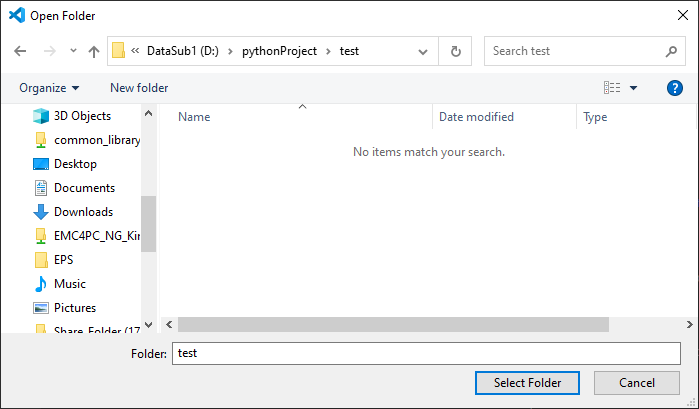 Open Folder
« DataSub1 (D:) › pythonProject › test
Search test
Organize
New folder
?
Name
Date modified
Type
No items match your search.
3D Objects
common_library
Desktop
Documents
Downloads
EMC4PC_NG_Kir
EPS
Music
Pictures
Share_Folder (17
Folder:
test
Select Folder
Cancel